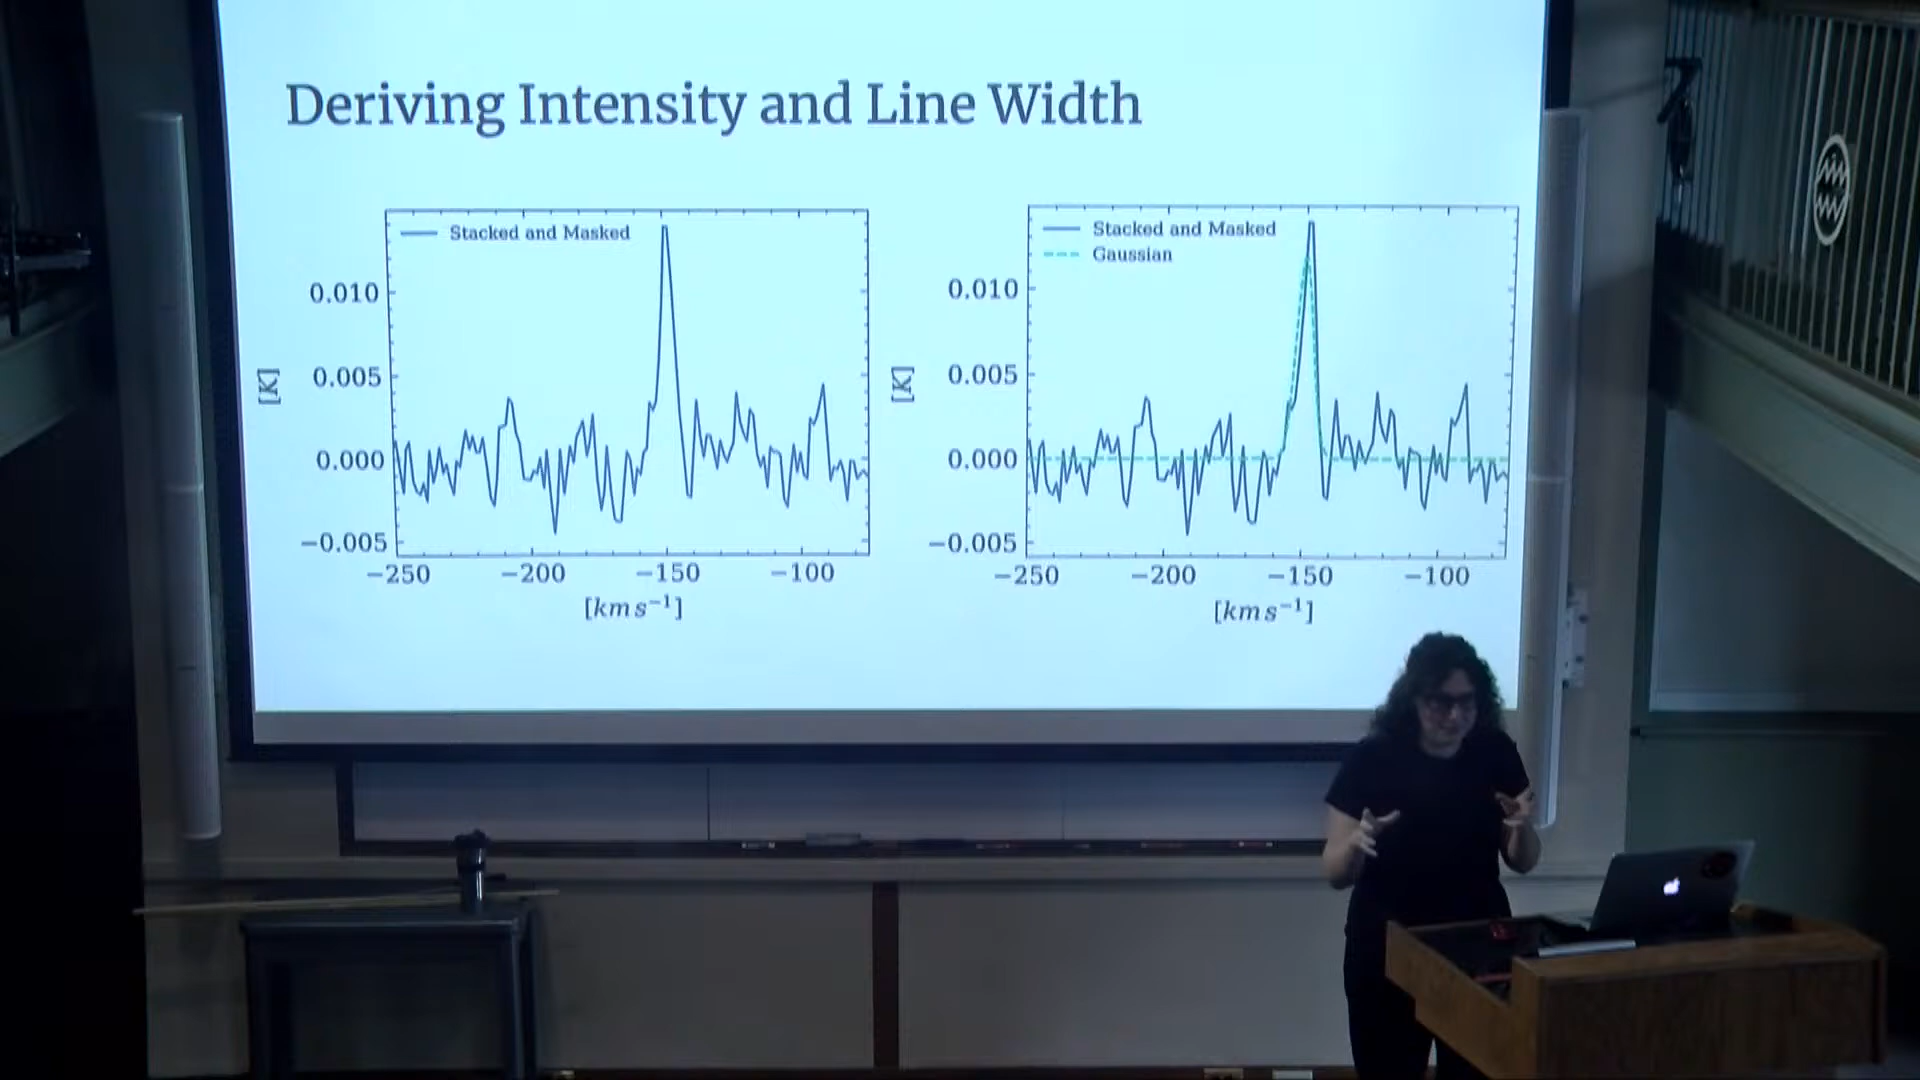 Deriving Intensity and Line Width
Stacked and Masked
0.010
0.005
0.000
−0.005
[K]
−250 −200 −150 −100
[km s⁻¹]
Stacked and Masked
Gaussian
0.010
0.005
0.000
−0.005
[K]
−250 −200 −150 −100
[km s⁻¹]